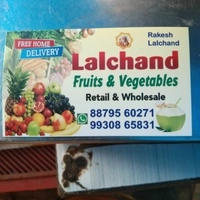 FREE HOME
DELIVERY
Rakesh
Lalchand
Lalchand
Fruits & Vegetables
Retail & Wholesale
88795 60271
99308 65831